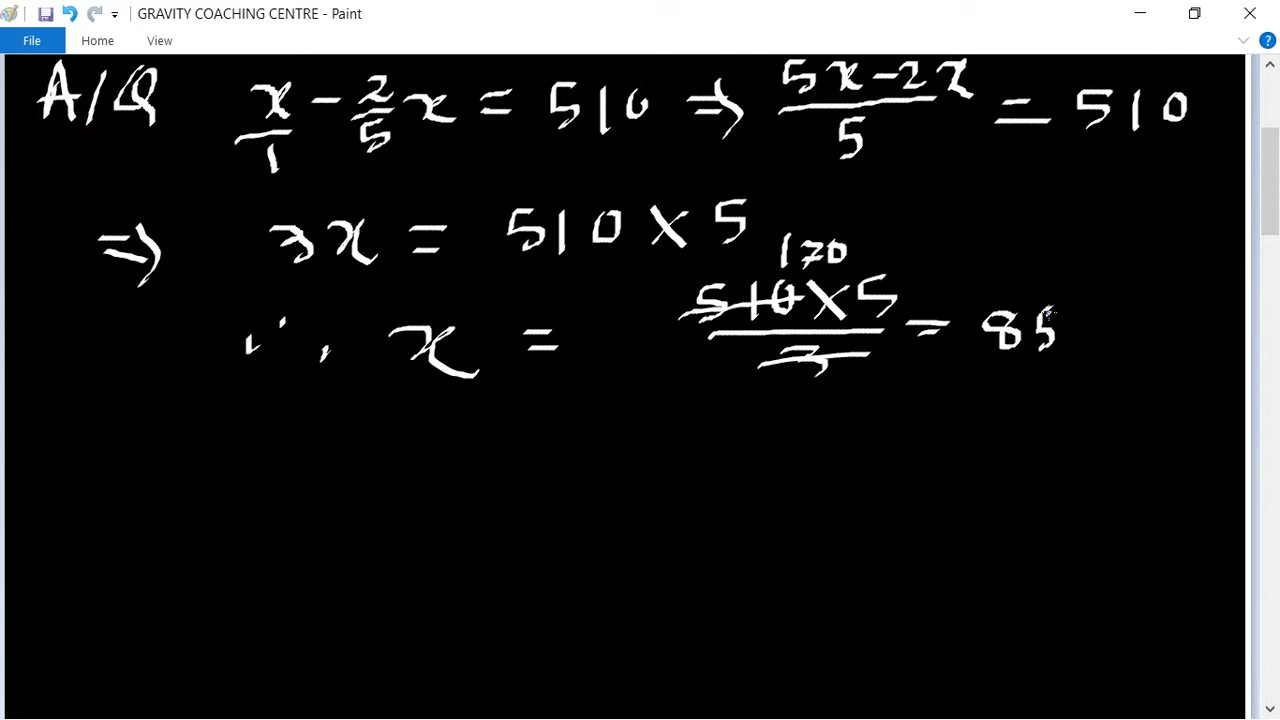 GRAVITY COACHING CENTRE - Paint
File Home View
A/Q x/1 - 2/5 x = 510 ⇒ (5x-2x)/5 = 510
⇒ 3x = 510 × 5
170
∴ x = (510×5)/3 = 85